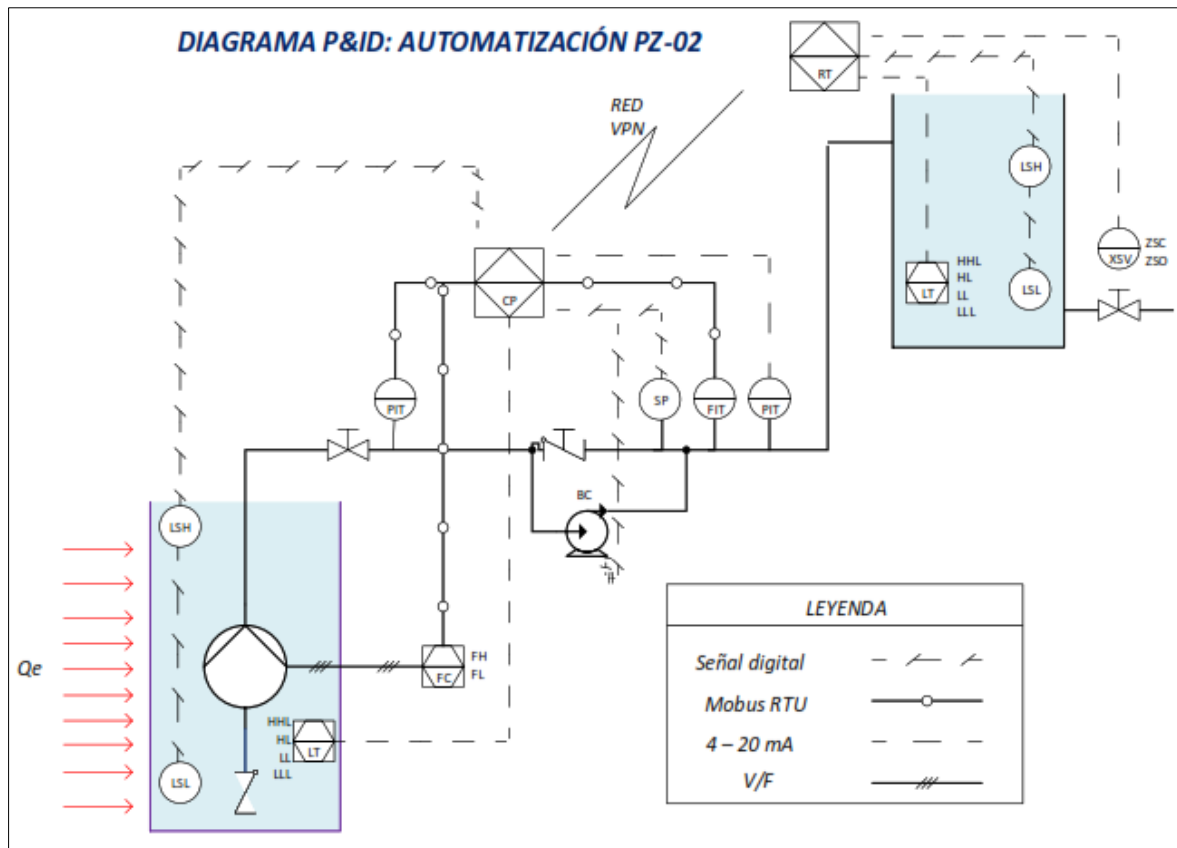 DIAGRAMA P&ID: AUTOMATIZACIÓN PZ-02
RT
RED
VPN
LSH
ZSC
ZSO
XSV
HHL
HL
LL
LLL
LT
LSL
CP
PIT
SP
FIT
PIT
BC
LSH
Qe
FH
FL
FC
HHL
HL
LL
LLL
LT
LSL
LEYENDA
Señal digital
Mobus RTU
4 – 20 mA
V/F